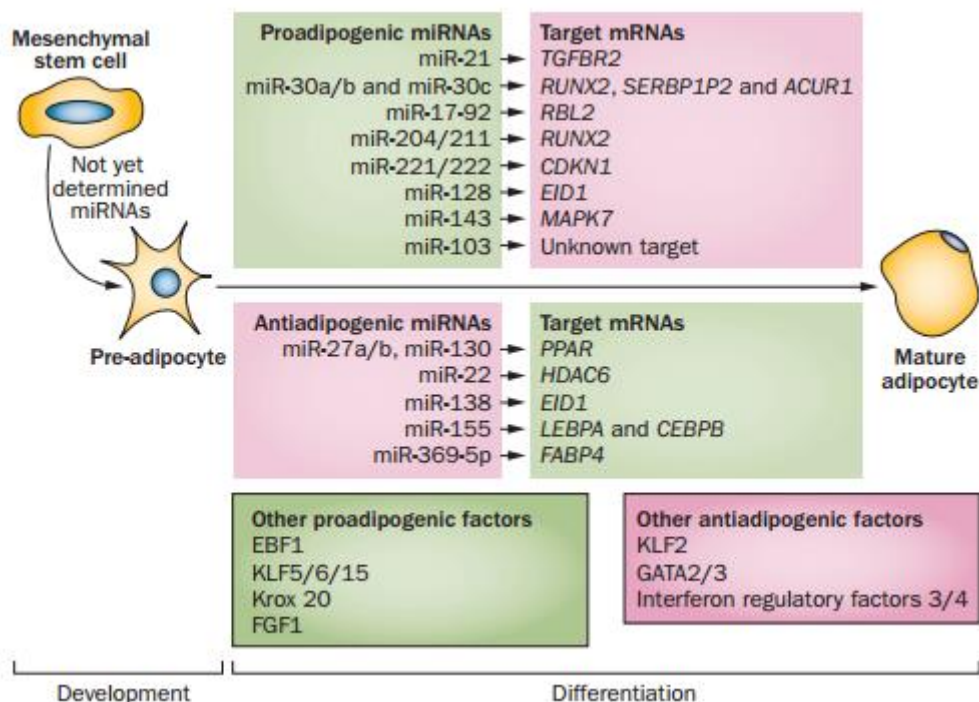 Mesenchymal
stem cell
Not yet
determined
miRNAs
Pre-adipocyte
Proadipogenic miRNAs
miR-21
miR-30a/b and miR-30c
miR-17-92
miR-204/211
miR-221/222
miR-128
miR-143
miR-103
Target mRNAs
TGFBR2
RUNX2, SERBP1P2 and ACUR1
RBL2
RUNX2
CDKN1
EID1
MAPK7
Unknown target
Antiadipogenic miRNAs
miR-27a/b, miR-130
miR-22
miR-138
miR-155
miR-369-5p
Target mRNAs
PPAR
HDAC6
EID1
LEBPA and CEBPB
FABP4
Mature
adipocyte
Other proadipogenic factors
EBF1
KLF5/6/15
Krox 20
FGF1
Other antiadipogenic factors
KLF2
GATA2/3
Interferon regulatory factors 3/4
Development
Differentiation